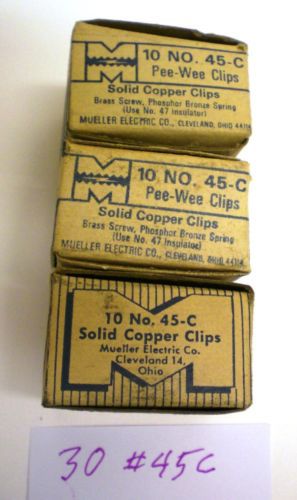 10 NO. 45-C
Pee-Wee Clips
Solid Copper Clips
Brass Screw, Phosphor Bronze Spring
(Use No. 47 Insulator)
MUELLER ELECTRIC CO., CLEVELAND, OHIO 44114
10 NO. 45-C
Pee-Wee Clips
Solid Copper Clips
Brass Screw, Phosphor Bronze Spring
(Use No. 47 Insulator)
MUELLER ELECTRIC CO., CLEVELAND, OHIO 44114
10 No. 45-C
Solid Copper Clips
Mueller Electric Co.
Cleveland 14,
Ohio
30 #45C